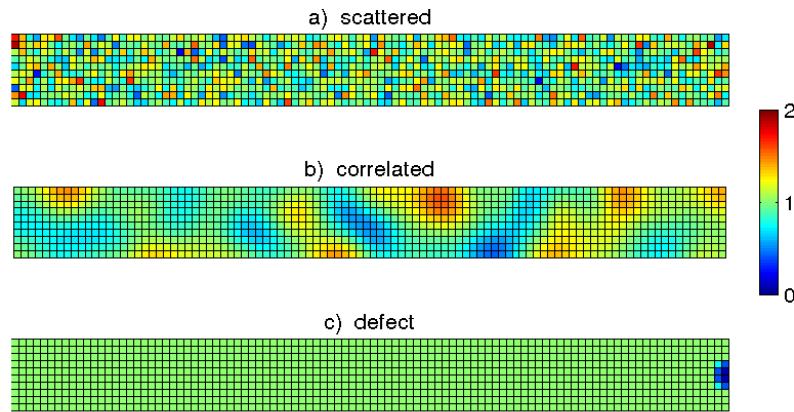 a) scattered
b) correlated
2
1
0
c) defect